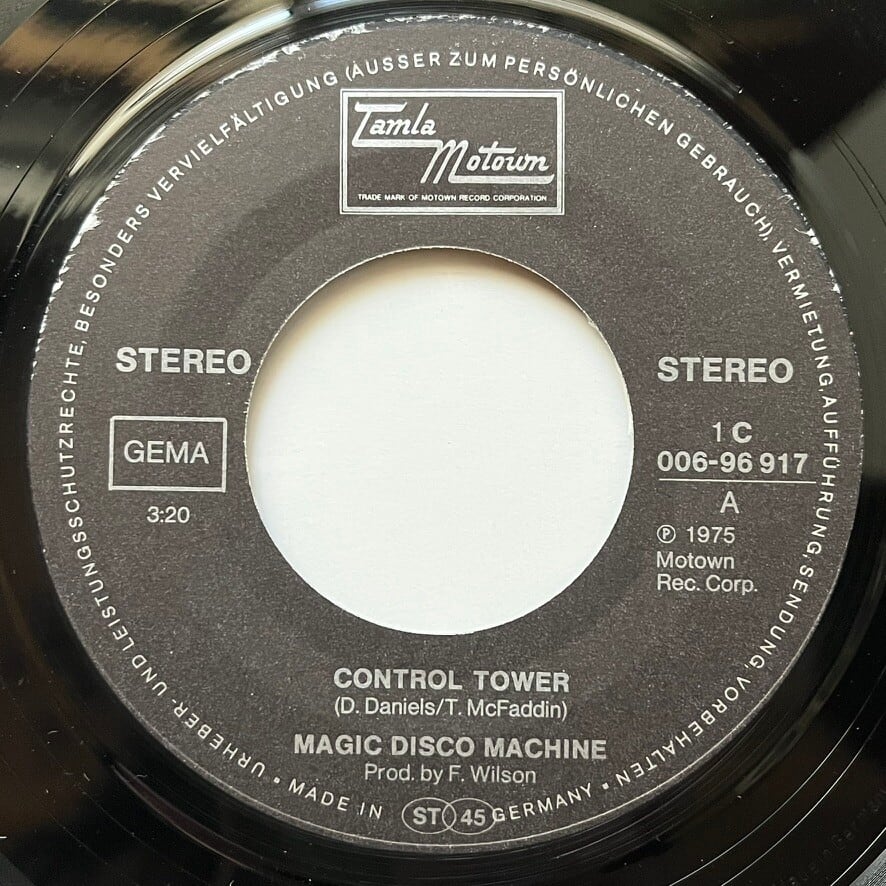 URHEBER- UND LEISTUNGSSCHUTZRECHTE, BESONDERS VERVIELFÄLTIGUNG (AUSSER ZUM PERSÖNLICHEN GEBRAUCH), VERMIETUNG, AUFFÜHRUNG, SENDUNG, VORBEHALTEN
Tamla
Motown
TRADE MARK OF MOTOWN RECORD CORPORATION
STEREO
STEREO
GEMA
3:20
1 C
006-96 917
A
℗ 1975
Motown
Rec. Corp.
CONTROL TOWER
(D. Daniels/T. McFaddin)
MAGIC DISCO MACHINE
Prod. by F. Wilson
• MADE IN ST 45 GERMANY •